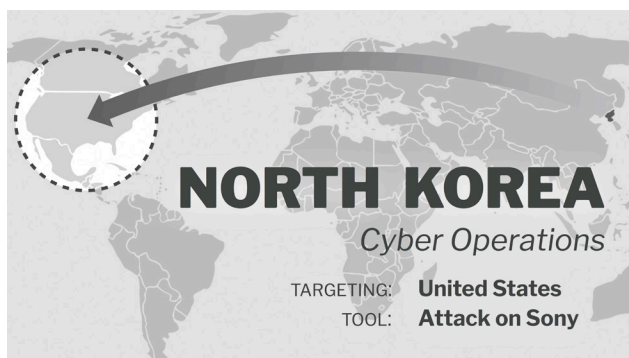 NORTH KOREA
Cyber Operations
TARGETING: United States
TOOL: Attack on Sony